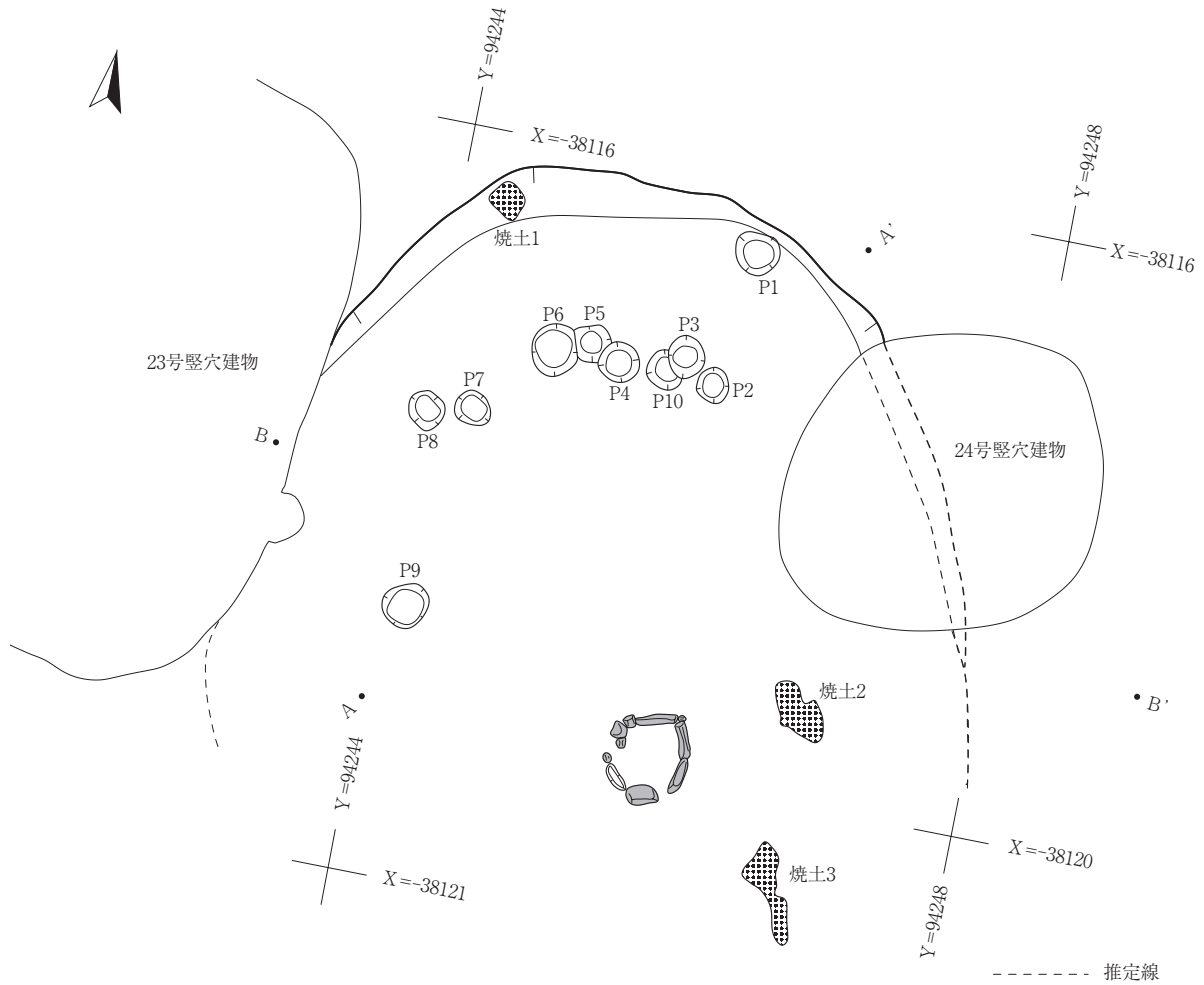 Y=94244
X=-38116
Y=94248
X=-38116
A'
焼土1
P1
P6
P5
P3
23号竪穴建物
P4
P10
P2
P7
P8
B
24号竪穴建物
P9
焼土2
A
B'
Y=94244
X=-38121
焼土3
X=-38120
Y=94248
推定線